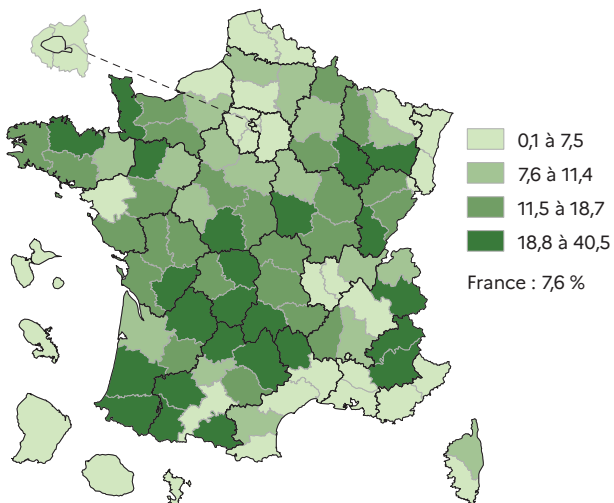 0,1 à 7,5
7,6 à 11,4
11,5 à 18,7
18,8 à 40,5
France : 7,6 %